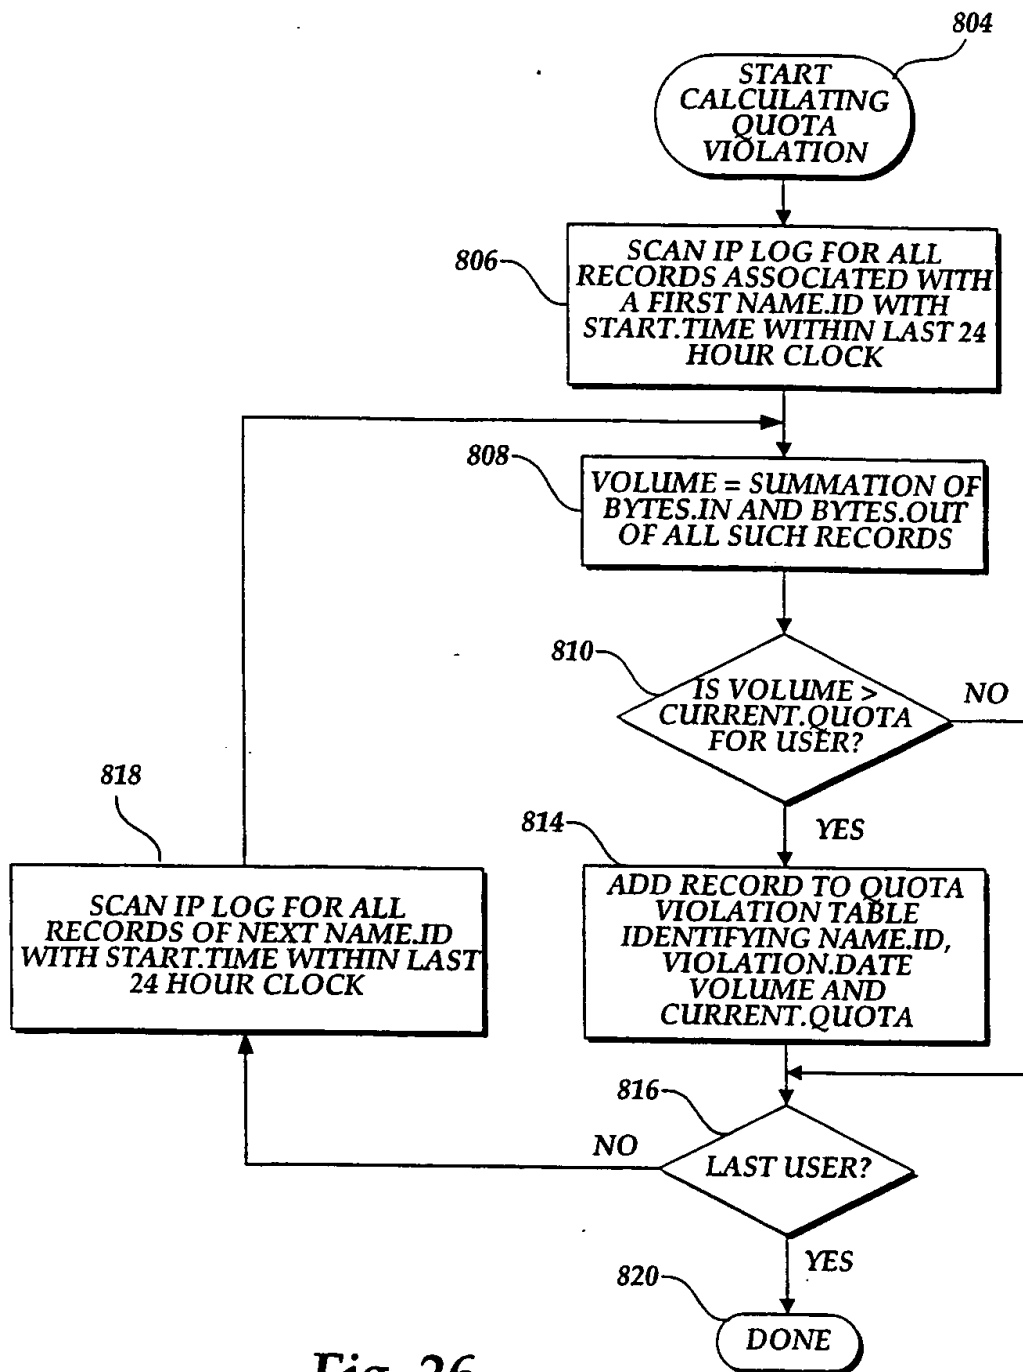 804
START
CALCULATING
QUOTA
VIOLATION
806
SCAN IP LOG FOR ALL
RECORDS ASSOCIATED WITH
A FIRST NAME.ID WITH
START.TIME WITHIN LAST 24
HOUR CLOCK
808
VOLUME = SUMMATION OF
BYTES.IN AND BYTES.OUT
OF ALL SUCH RECORDS
810
IS VOLUME >
CURRENT.QUOTA
FOR USER?
NO
YES
814
ADD RECORD TO QUOTA
VIOLATION TABLE
IDENTIFYING NAME.ID,
VIOLATION.DATE
VOLUME AND
CURRENT.QUOTA
818
SCAN IP LOG FOR ALL
RECORDS OF NEXT NAME.ID
WITH START.TIME WITHIN LAST
24 HOUR CLOCK
816
LAST USER?
NO
YES
820
DONE
Fig. 26